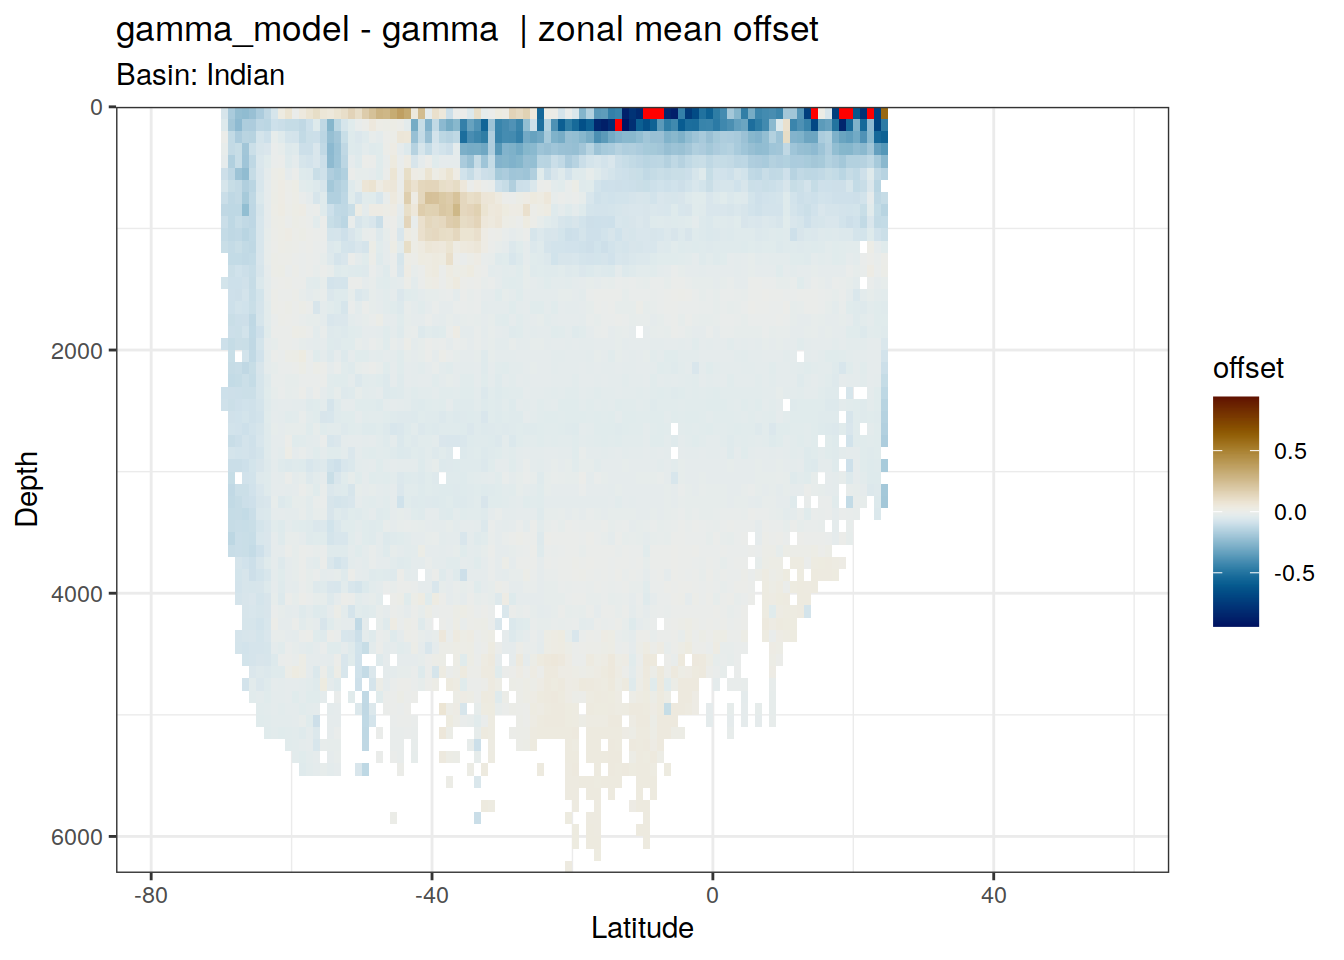 gamma_model - gamma  | zonal mean offset
Basin: Indian
0
2000
4000
6000
Depth
-80
-40
0
40
Latitude
offset
0.5
0.0
-0.5